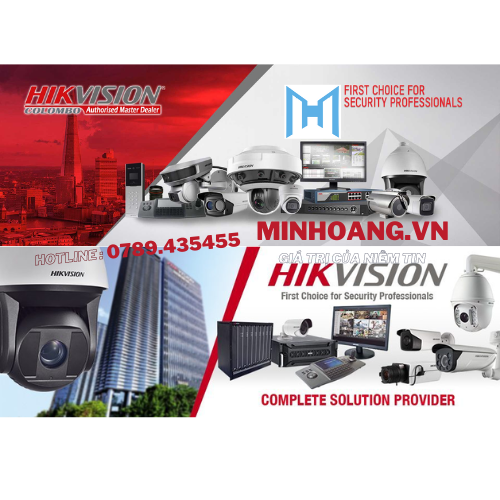 HIKVISION
COLOMBO Authorised Master Dealer
FIRST CHOICE FOR
SECURITY PROFESSIONALS
MINHOANG.VN
HOTLINE: 0789.435455
GIÁ TRỊ CỦA NIỀM TIN
HIKVISION
HIKVISION
First Choice for Security Professionals
COMPLETE SOLUTION PROVIDER